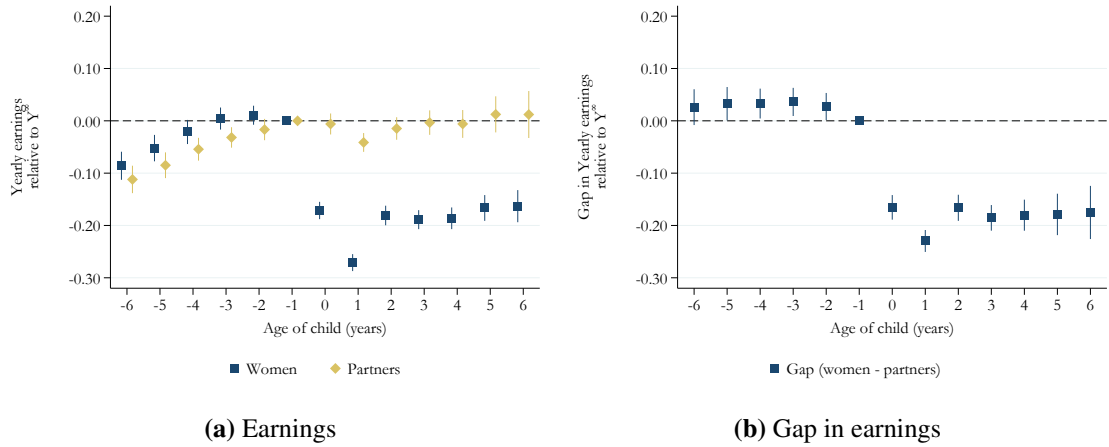 0.20
0.10
0.00
-0.10
-0.20
-0.30
Yearly earnings
relative to Y^∞
-6 -5 -4 -3 -2 -1 0 1 2 3 4 5 6
Age of child (years)
Women Partners
(a) Earnings
0.20
0.10
0.00
-0.10
-0.20
-0.30
Gap in Yearly earnings
relative to Y^∞
-6 -5 -4 -3 -2 -1 0 1 2 3 4 5 6
Age of child (years)
Gap (women - partners)
(b) Gap in earnings